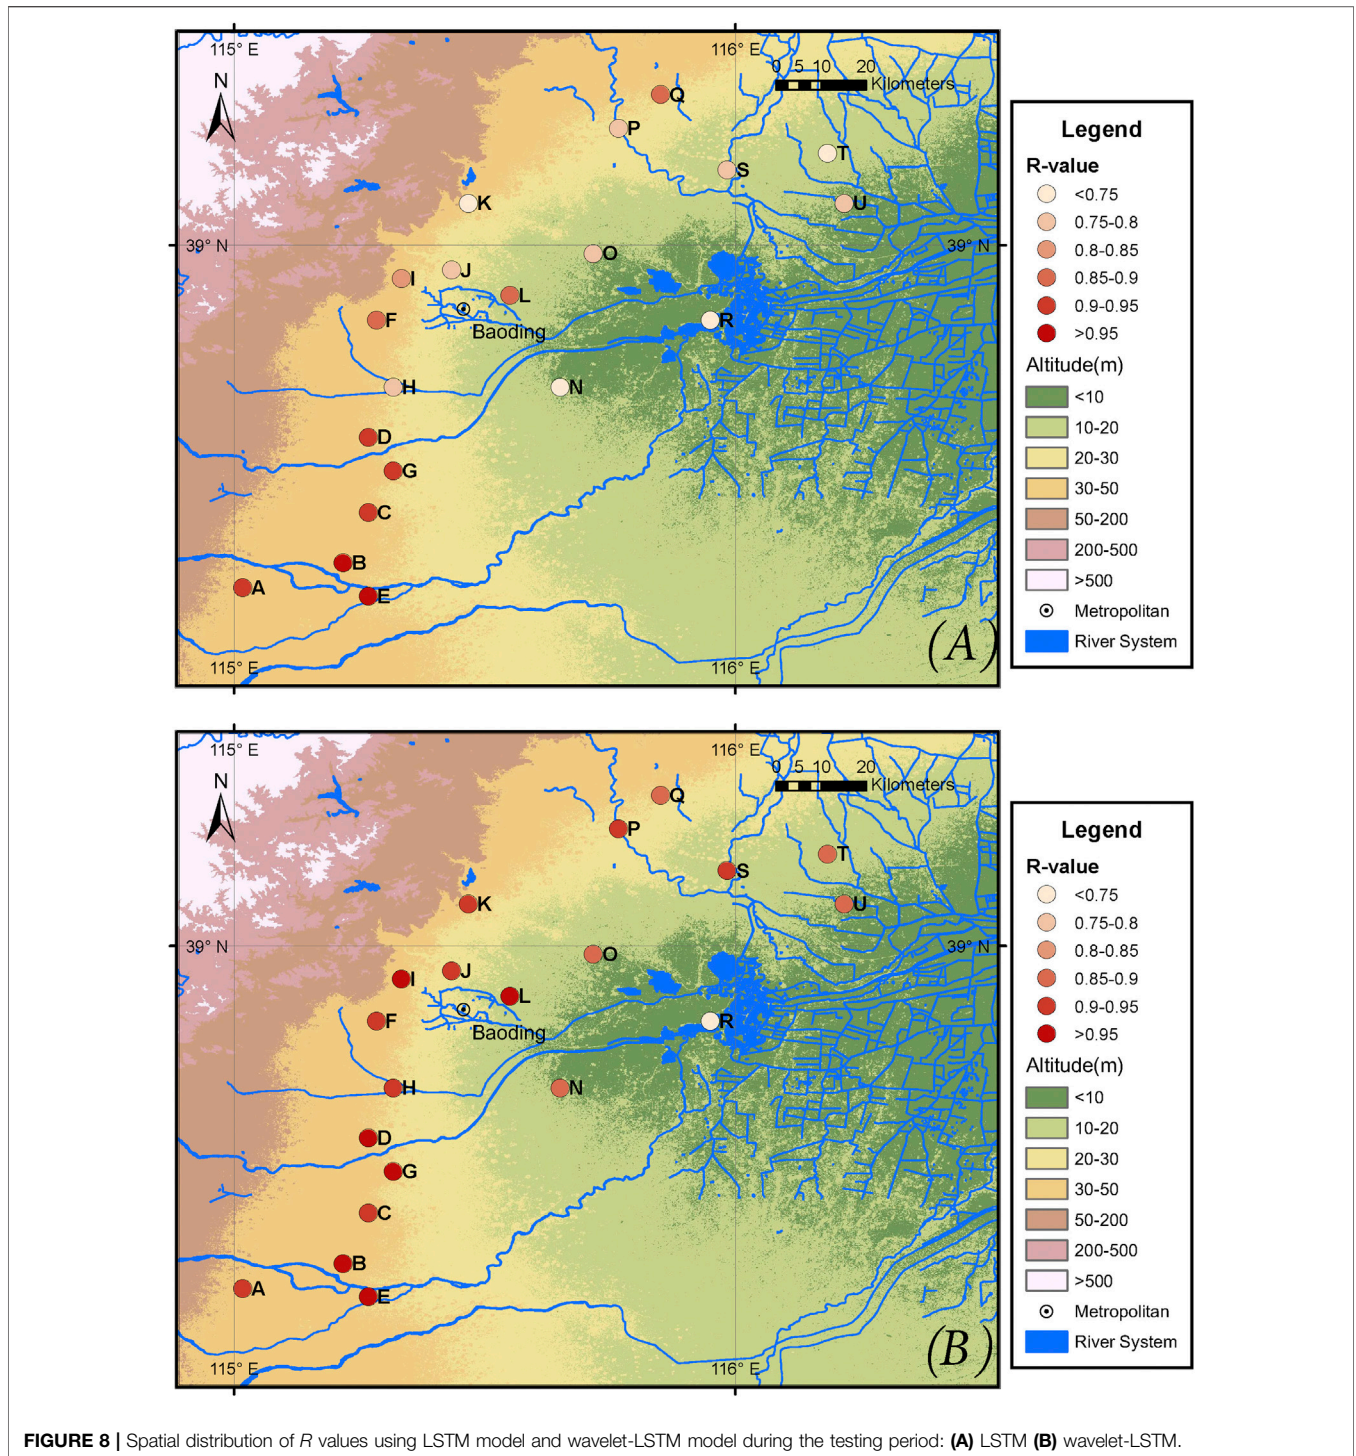 115° E
116° E
N
0 5 10 20
Kilometers
Q
P
T
S
K
U
39° N
39° N
O
J
I
L
F
Baoding
R
H
N
D
G
C
B
A
E
(A)
115° E
116° E
Legend
R-value
<0.75
0.75-0.8
0.8-0.85
0.85-0.9
0.9-0.95
>0.95
Altitude(m)
<10
10-20
20-30
30-50
50-200
200-500
>500
Metropolitan
River System
115° E
116° E
N
0 5 10 20
Kilometers
Q
P
T
S
K
U
39° N
39° N
O
J
I
L
F
Baoding
R
H
N
D
G
C
B
A
E
(B)
115° E
116° E
Legend
R-value
<0.75
0.75-0.8
0.8-0.85
0.85-0.9
0.9-0.95
>0.95
Altitude(m)
<10
10-20
20-30
30-50
50-200
200-500
>500
Metropolitan
River System
FIGURE 8 | Spatial distribution of R values using LSTM model and wavelet-LSTM model during the testing period: (A) LSTM (B) wavelet-LSTM.